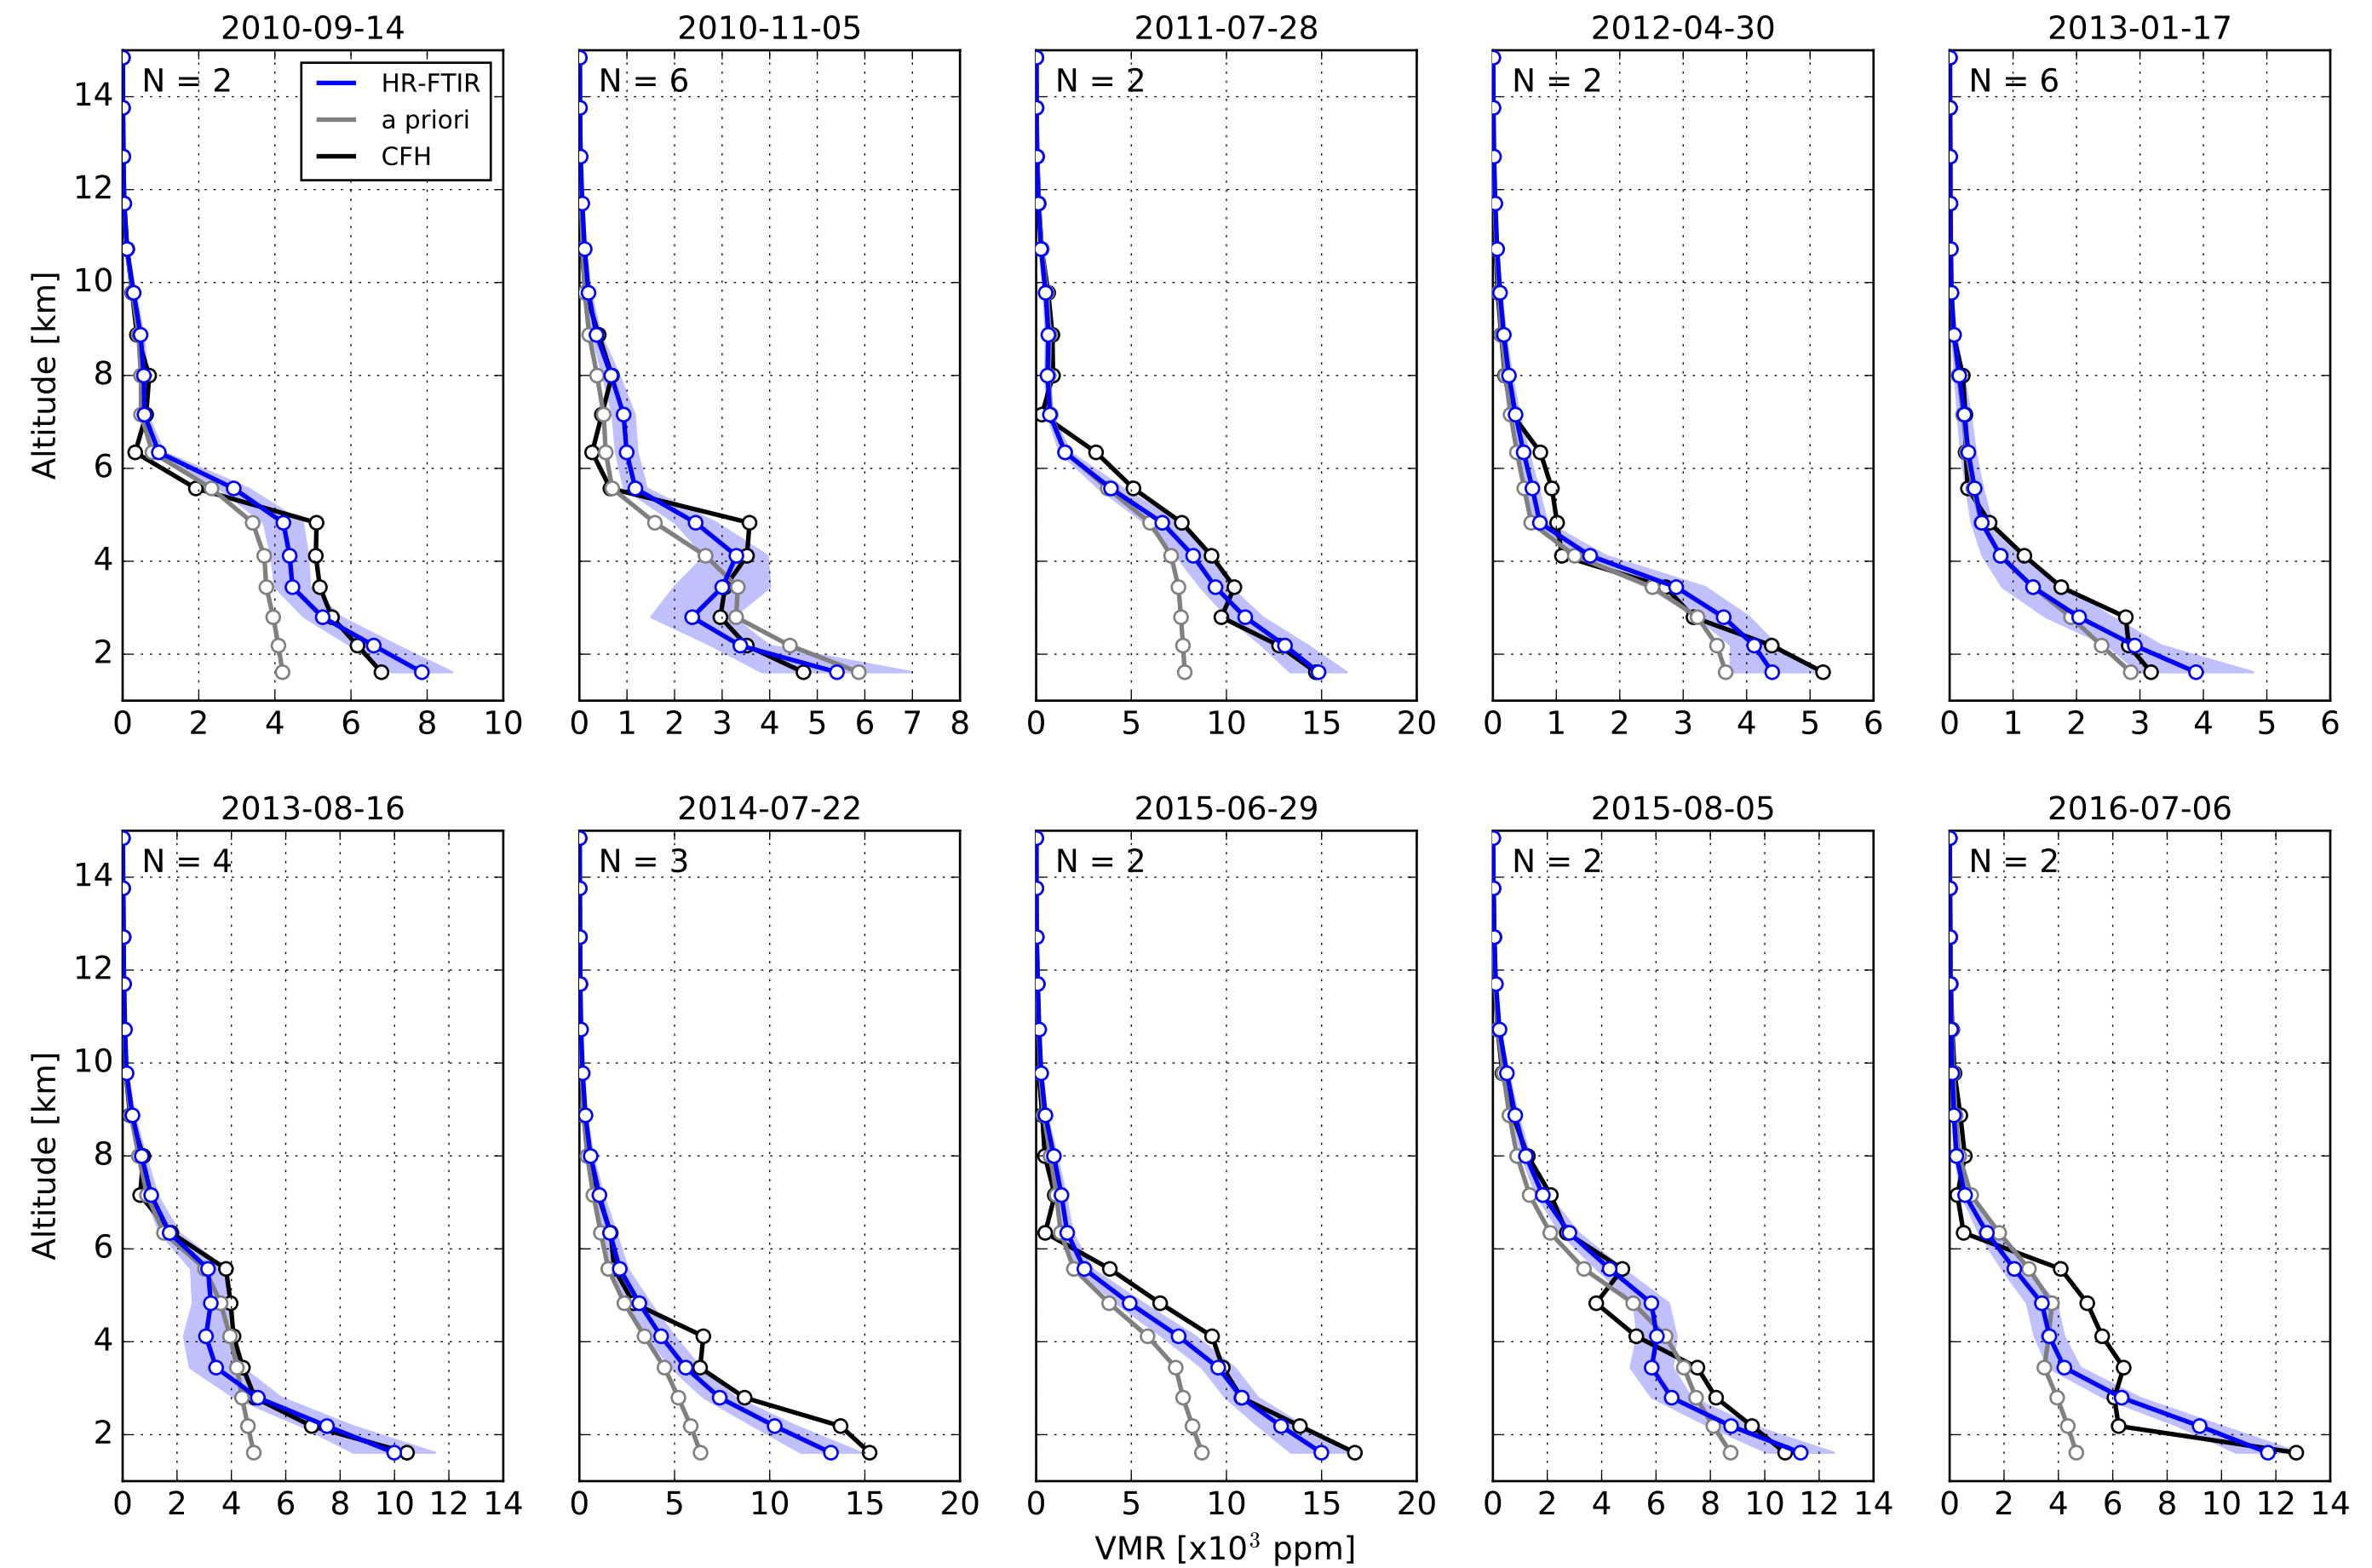 2010-09-14 2010-11-05 2011-07-28 2012-04-30 2013-01-17
N = 2 N = 6 N = 2 N = 2 N = 6
HR-FTIR
a priori
CFH
Altitude [km]
14
12
10
8
6
4
2
0 2 4 6 8 10
0 1 2 3 4 5 6 7 8
0 5 10 15 20
0 1 2 3 4 5 6
0 1 2 3 4 5 6
2013-08-16 2014-07-22 2015-06-29 2015-08-05 2016-07-06
N = 4 N = 3 N = 2 N = 2 N = 2
Altitude [km]
14
12
10
8
6
4
2
0 2 4 6 8 10 12 14
0 5 10 15 20
0 5 10 15 20
0 2 4 6 8 10 12 14
0 2 4 6 8 10 12 14
VMR [x10³ ppm]